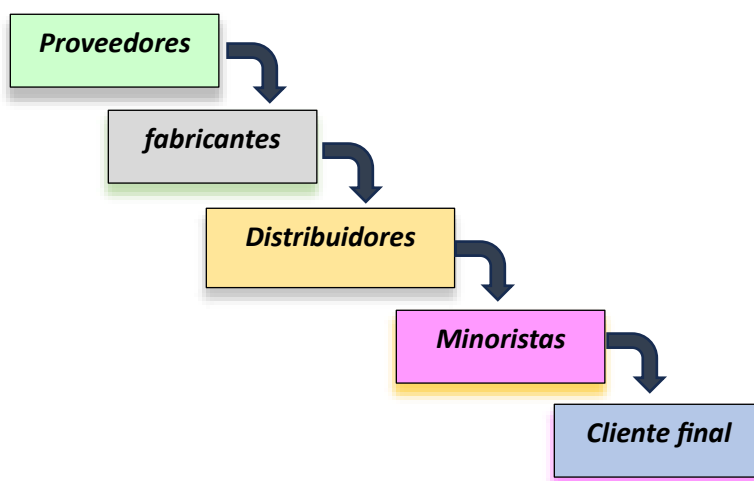 Proveedores
fabricantes
Distribuidores
Minoristas
Cliente final